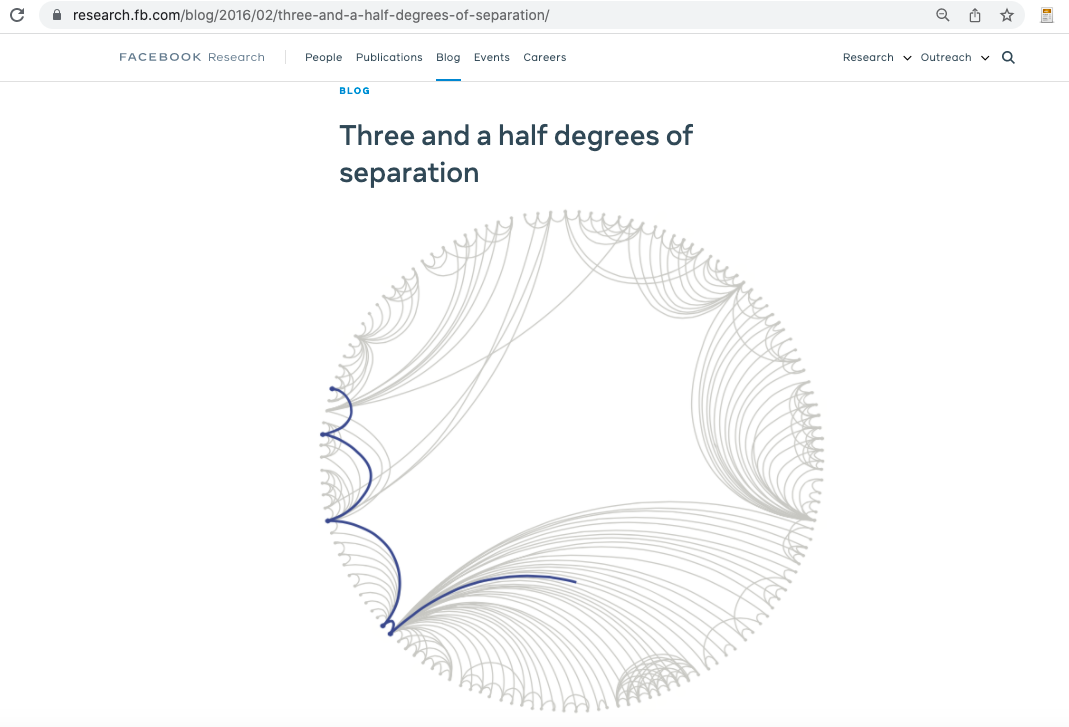 research.fb.com/blog/2016/02/three-and-a-half-degrees-of-separation/
FACEBOOK Research People Publications Blog Events Careers Research Outreach
BLOG
Three and a half degrees of
separation